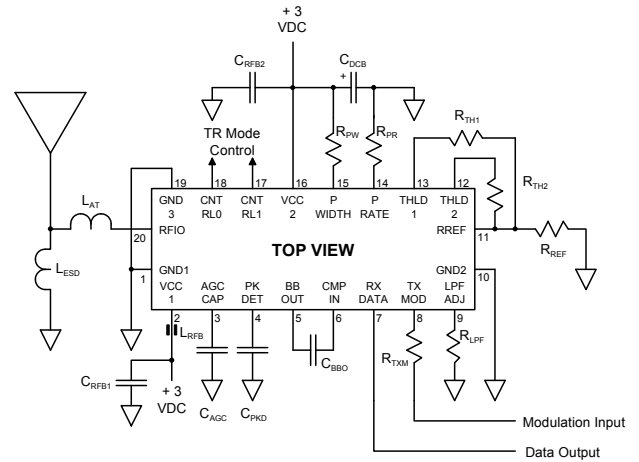 + 3
VDC
C_RFB2
C_DCB
+
TR Mode
Control
R_PW
R_PR
R_TH1
R_TH2
19 18 17 16 15 14 13 12
GND 3
CNT RL0
CNT RL1
VCC 2
P WIDTH
P RATE
THLD 1
THLD 2
L_AT
20
RFIO
TOP VIEW
RREF
11
R_REF
L_ESD
1
GND1
GND2
10
VCC 1
AGC CAP
PK DET
BB OUT
CMP IN
RX DATA
TX MOD
LPF ADJ
2 3 4 5 6 7 8 9
L_RFB
C_RFB1
+ 3
VDC
C_AGC
C_PKD
C_BBO
R_TXM
R_LPF
Modulation Input
Data Output